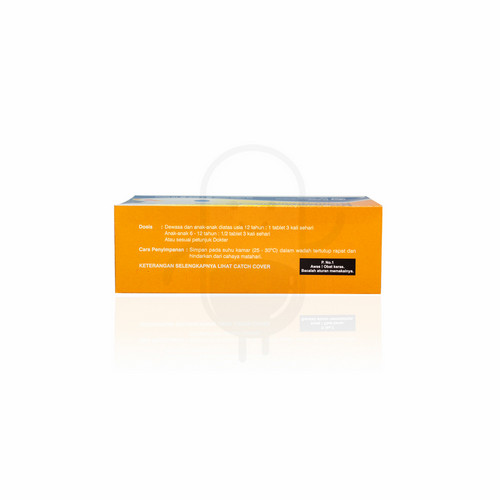 Dosis : Dewasa dan anak-anak diatas usia 12 tahun : 1 tablet 3 kali sehari
Anak-anak 6 - 12 tahun : 1/2 tablet 3 kali sehari
Atau sesuai petunjuk Dokter
Cara Penyimpanan : Simpan pada suhu kamar (25 - 30°C) dalam wadah tertutup rapat dan
hindarkan dari cahaya matahari.
KETERANGAN SELENGKAPNYA LIHAT CATCH COVER
P. No.1
Awas ! Obat keras.
Bacalah aturan memakainya.